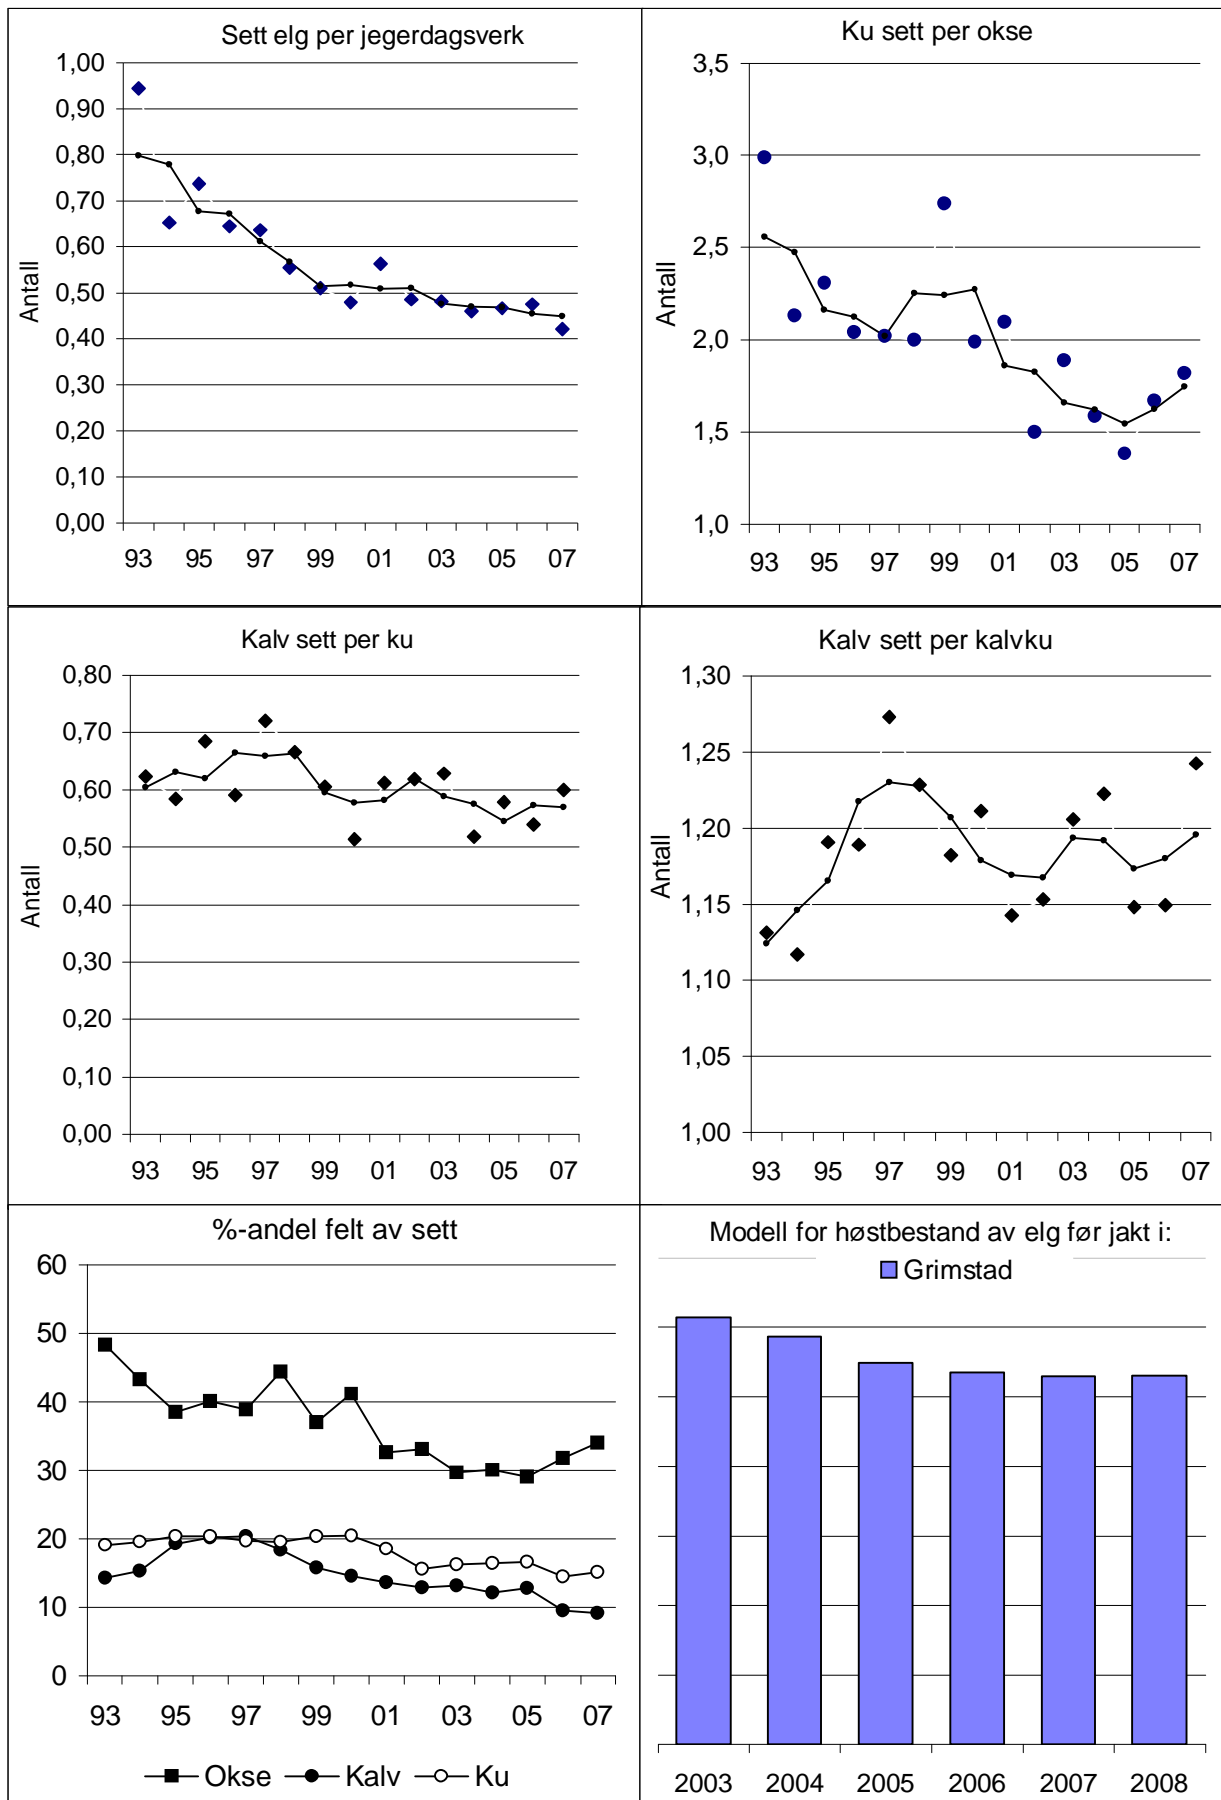 Sett elg per jegerdagsverk
1,00
0,90
0,80
0,70
0,60
0,50
0,40
0,30
0,20
0,10
0,00
Antall
93 95 97 99 01 03 05 07
Ku sett per okse
3,5
3,0
2,5
2,0
1,5
1,0
Antall
93 95 97 99 01 03 05 07
Kalv sett per ku
0,80
0,70
0,60
0,50
0,40
0,30
0,20
0,10
0,00
Antall
93 95 97 99 01 03 05 07
Kalv sett per kalvku
1,30
1,25
1,20
1,15
1,10
1,05
1,00
Antall
93 95 97 99 01 03 05 07
%-andel felt av sett
60
50
40
30
20
10
0
93 95 97 99 01 03 05 07
Okse Kalv Ku
Modell for høstbestand av elg før jakt i:
Grimstad
2003 2004 2005 2006 2007 2008